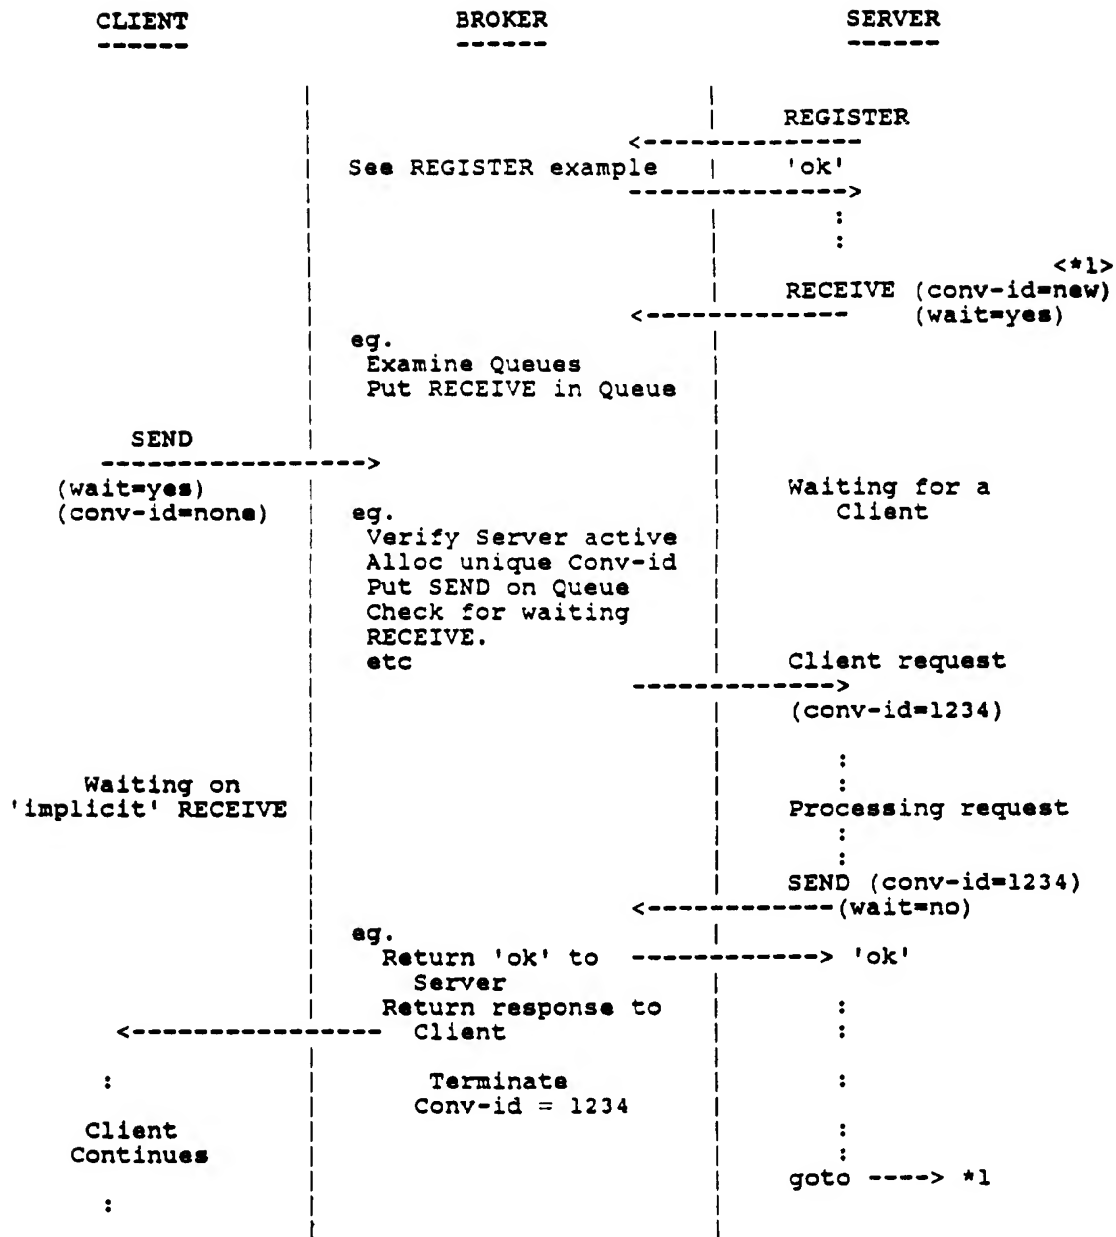 CLIENT BROKER SERVER
------ ------ ------
REGISTER
<--------------
See REGISTER example 'ok'
-------------->
:
:
<*1>
RECEIVE (conv-id=new)
<------------- (wait=yes)
eg.
Examine Queues
Put RECEIVE in Queue
SEND
----------------->
(wait=yes) Waiting for a
(conv-id=none) eg. Client
Verify Server active
Alloc unique Conv-id
Put SEND on Queue
Check for waiting
RECEIVE.
etc Client request
------------->
(conv-id=1234)
:
Waiting on :
'implicit' RECEIVE Processing request
:
:
SEND (conv-id=1234)
<------------(wait=no)
eg.
Return 'ok' to ------------> 'ok'
Server
Return response to :
<---------------- Client :
: Terminate :
Conv-id = 1234
Client :
Continues :
goto ----> *1
: